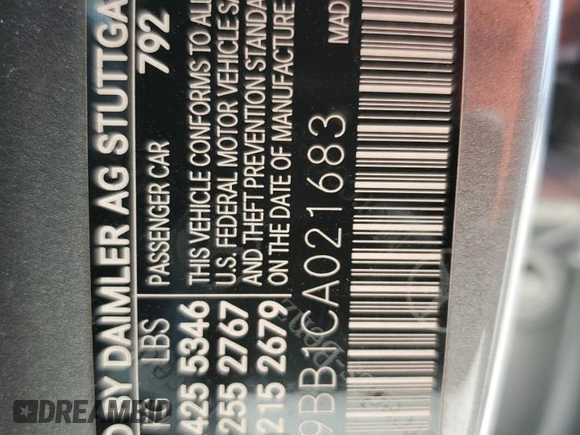 D BY DAIMLER AG STUTTGA
LBS PASSENGER CAR 792
425 5346 THIS VEHICLE CONFORMS TO ALL
255 2767 U.S. FEDERAL MOTOR VEHICLE SA
215 2679 AND THEFT PREVENTION STANDA
ON THE DATE OF MANUFACTURE
9BB1CA021683 MAD
DREAMBID